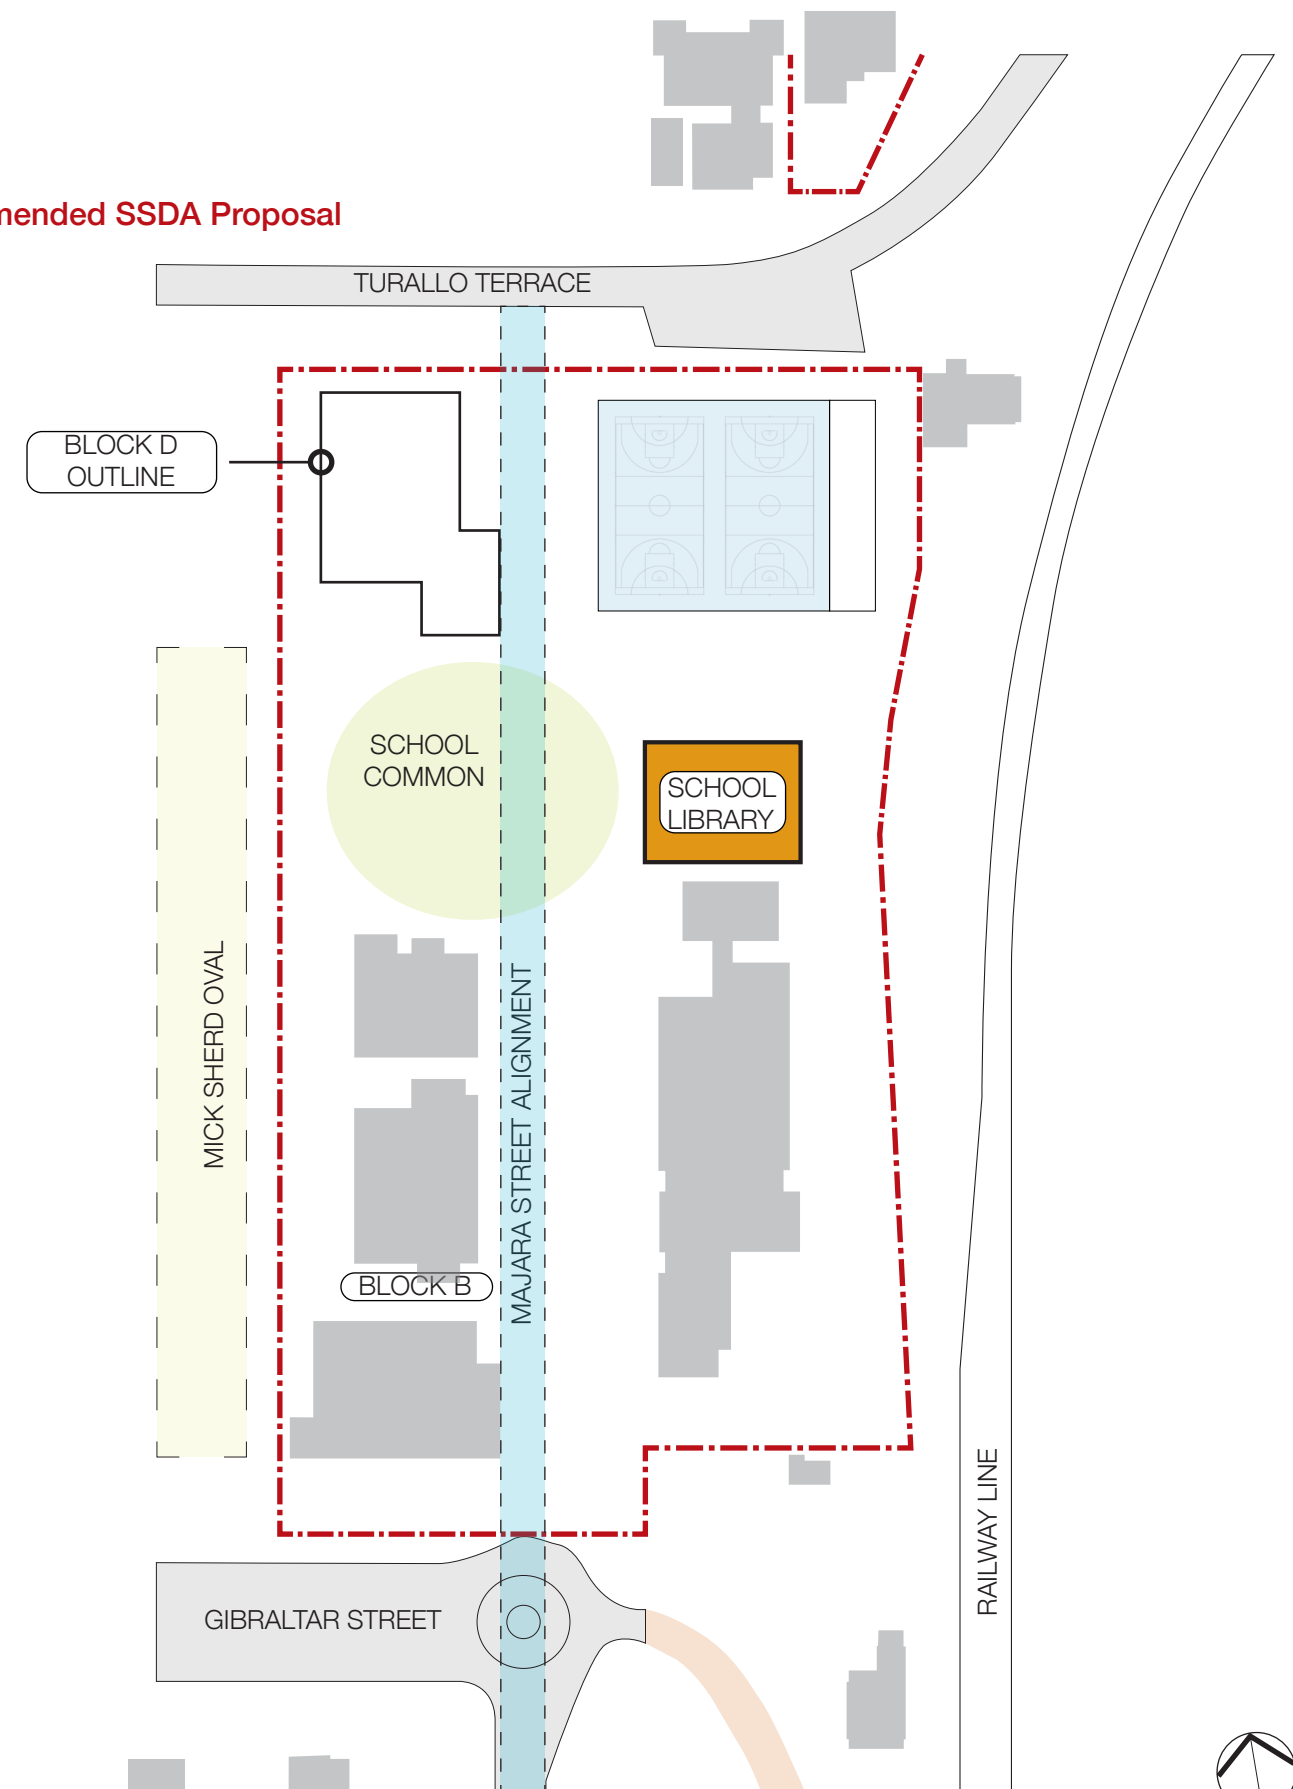 mended SSDA Proposal
TURALLO TERRACE
BLOCK D
OUTLINE
SCHOOL
COMMON
SCHOOL
LIBRARY
MICK SHERD OVAL
MAJARA STREET ALIGNMENT
BLOCK B
RAILWAY LINE
GIBRALTAR STREET